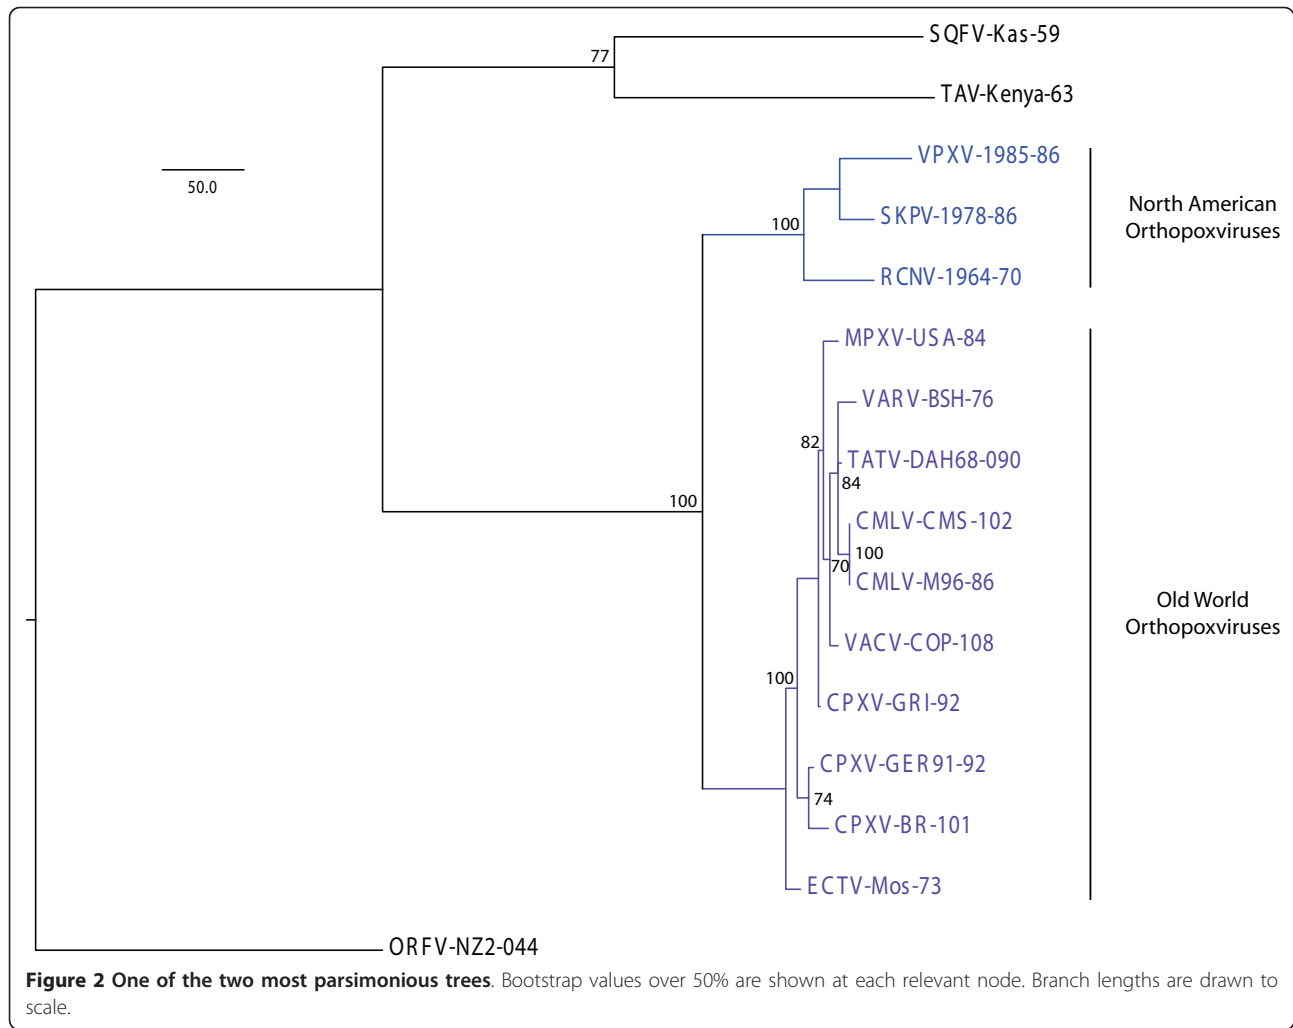 SQFV-Kas-59
77
TAV-Kenya-63
VPXV-1985-86
50.0
North American
Orthopoxviruses
SKPV-1978-86
100
RCNV-1964-70
MPXV-USA-84
VARV-BSH-76
82
TATV-DAH68-090
84
100
CMLV-CMS-102
100
70
CMLV-M96-86
Old World
Orthopoxviruses
VACV-COP-108
100
CPXV-GRI-92
CPXV-GER91-92
74
CPXV-BR-101
ECTV-Mos-73
ORFV-NZ2-044
Figure 2 One of the two most parsimonious trees. Bootstrap values over 50% are shown at each relevant node. Branch lengths are drawn to
scale.